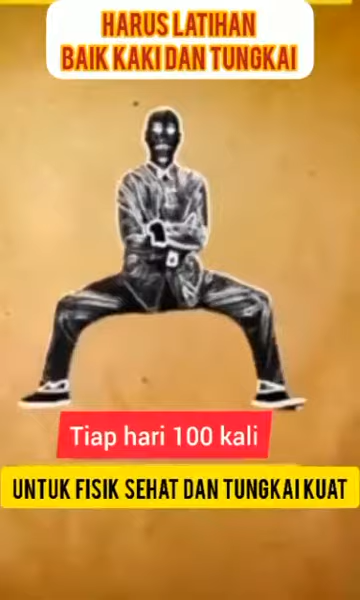 HARUS LATIHAN
BAIK KAKI DAN TUNGKAI
Tiap hari 100 kali
UNTUK FISIK SEHAT DAN TUNGKAI KUAT